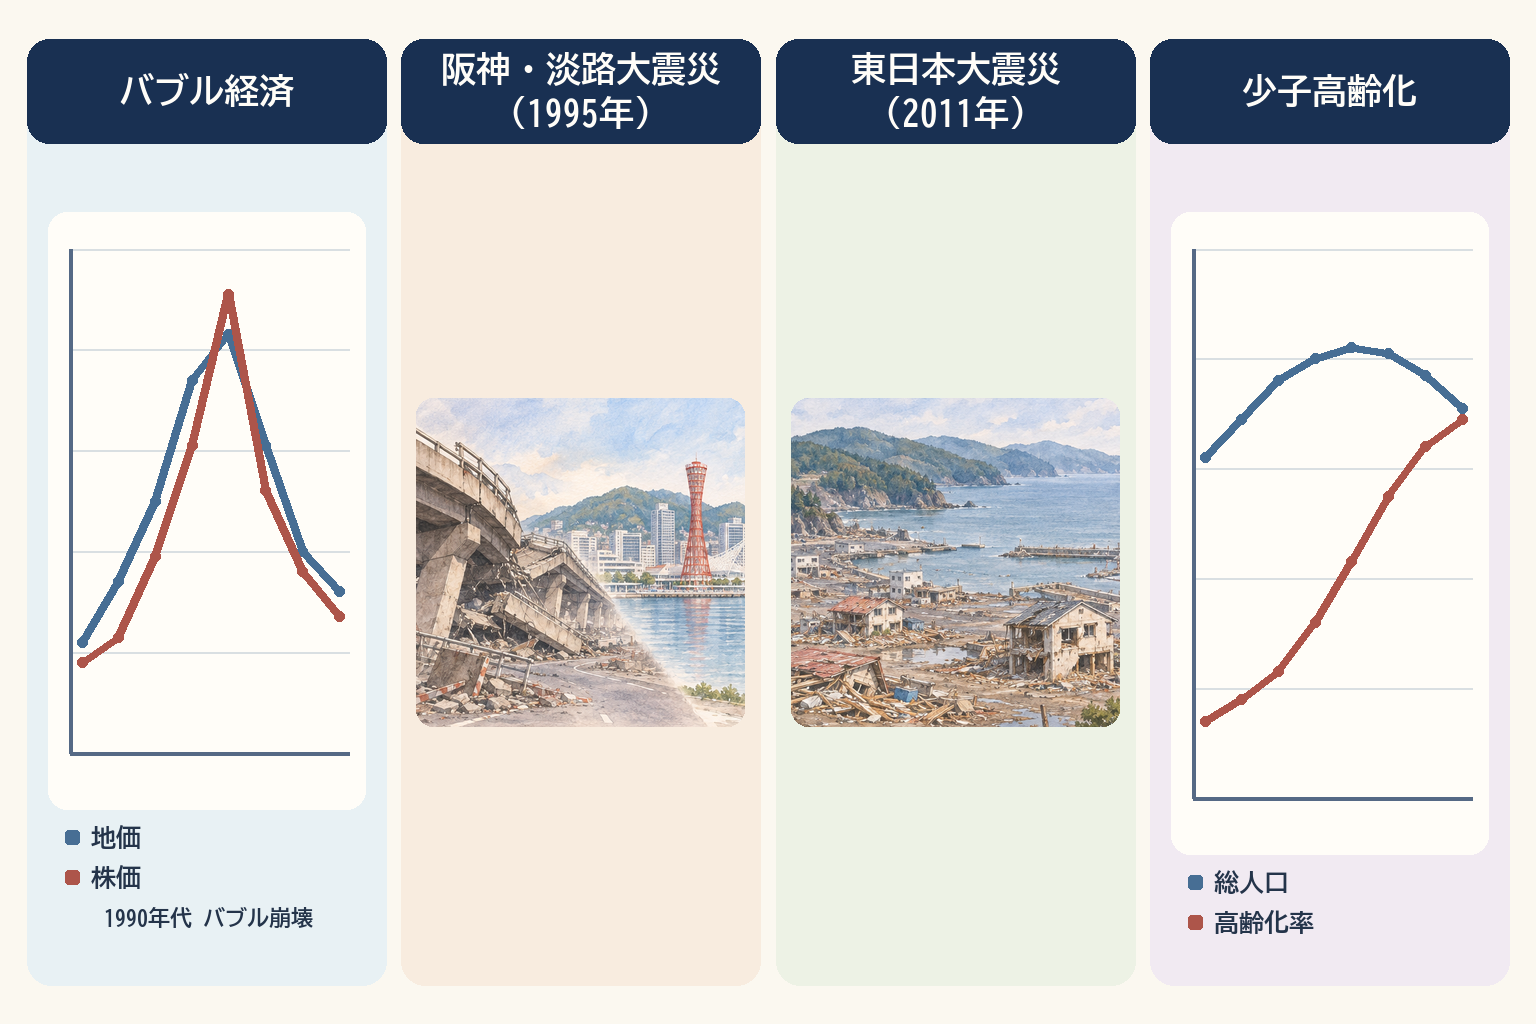 バブル経済
阪神・淡路大震災
（1995年）
東日本大震災
（2011年）
少子高齢化
地価
株価
1990年代 バブル崩壊
総人口
高齢化率